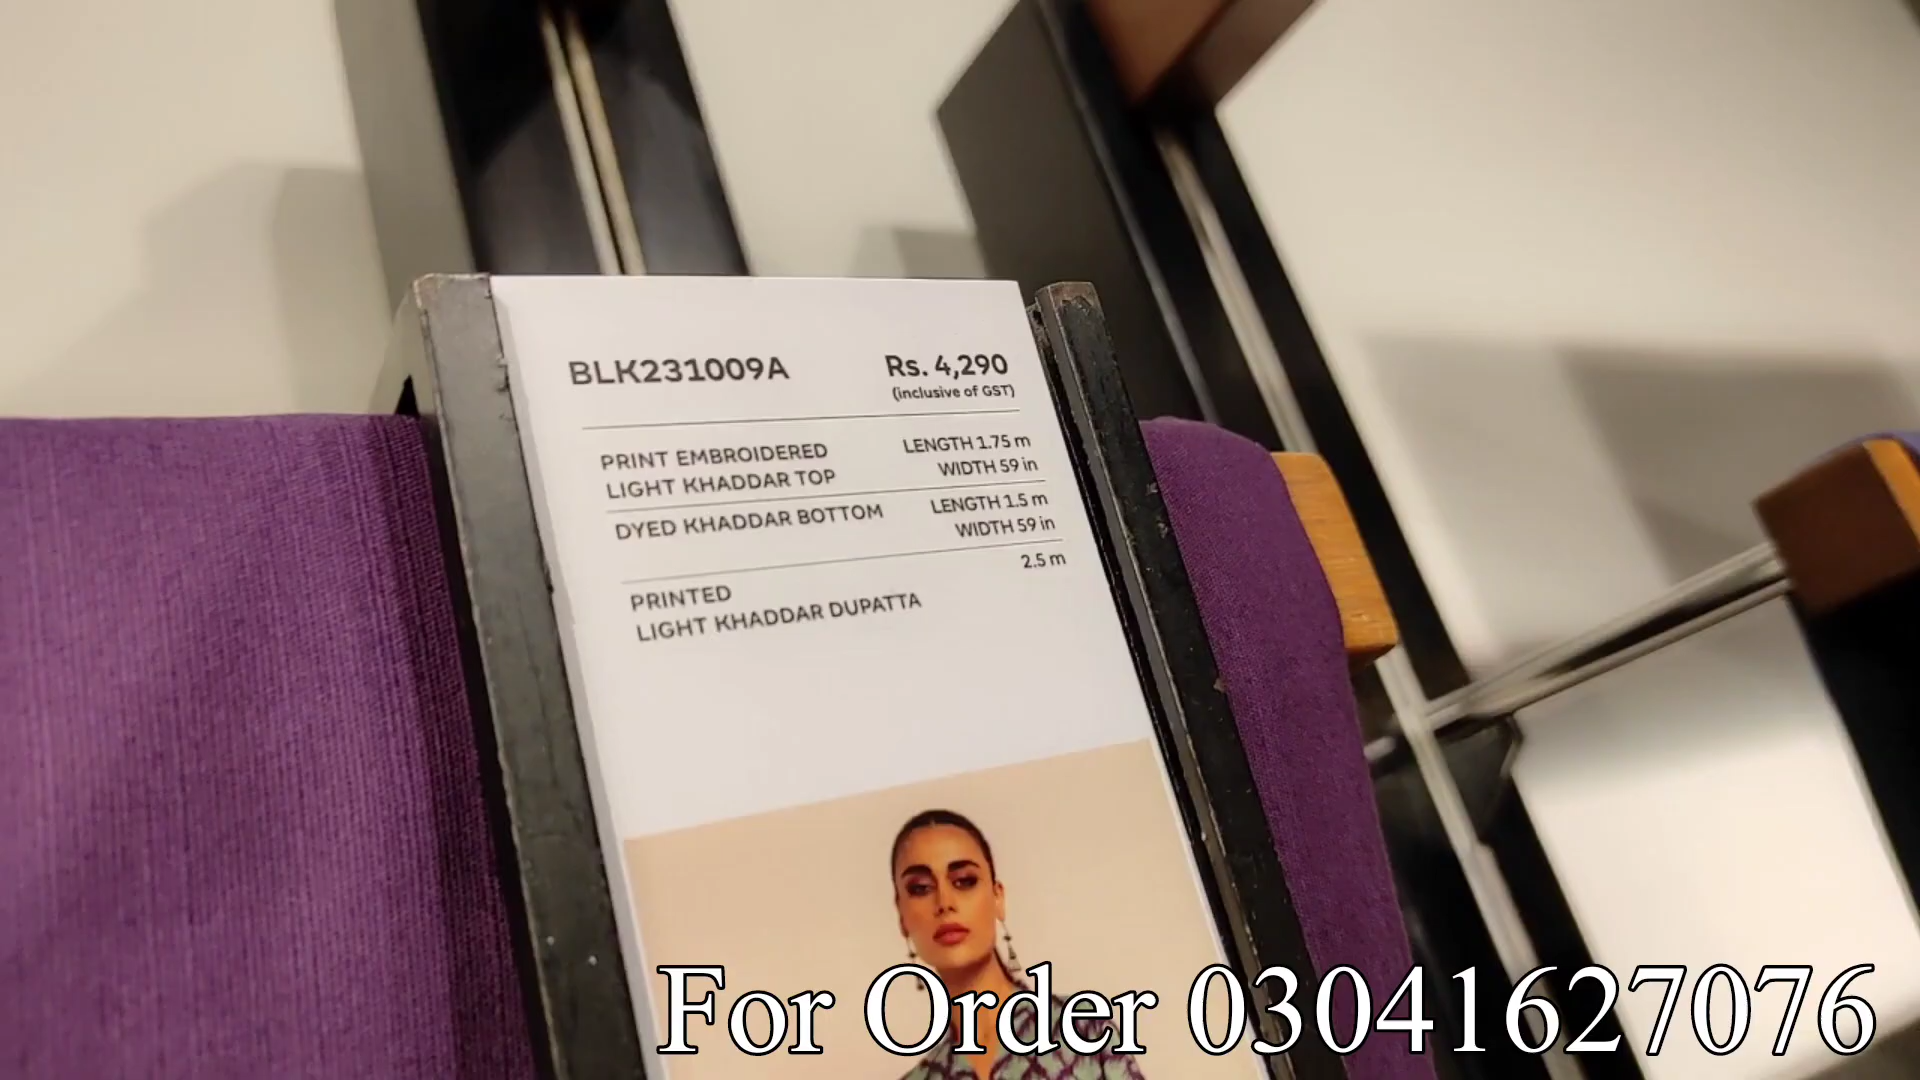 BLK231009A
Rs. 4,290
(inclusive of GST)
PRINT EMBROIDERED
LIGHT KHADDAR TOP
LENGTH 1.75 m
WIDTH 59 in
DYED KHADDAR BOTTOM
LENGTH 1.5 m
WIDTH 59 in
PRINTED
LIGHT KHADDAR DUPATTA
2.5 m
For Order 03041627076